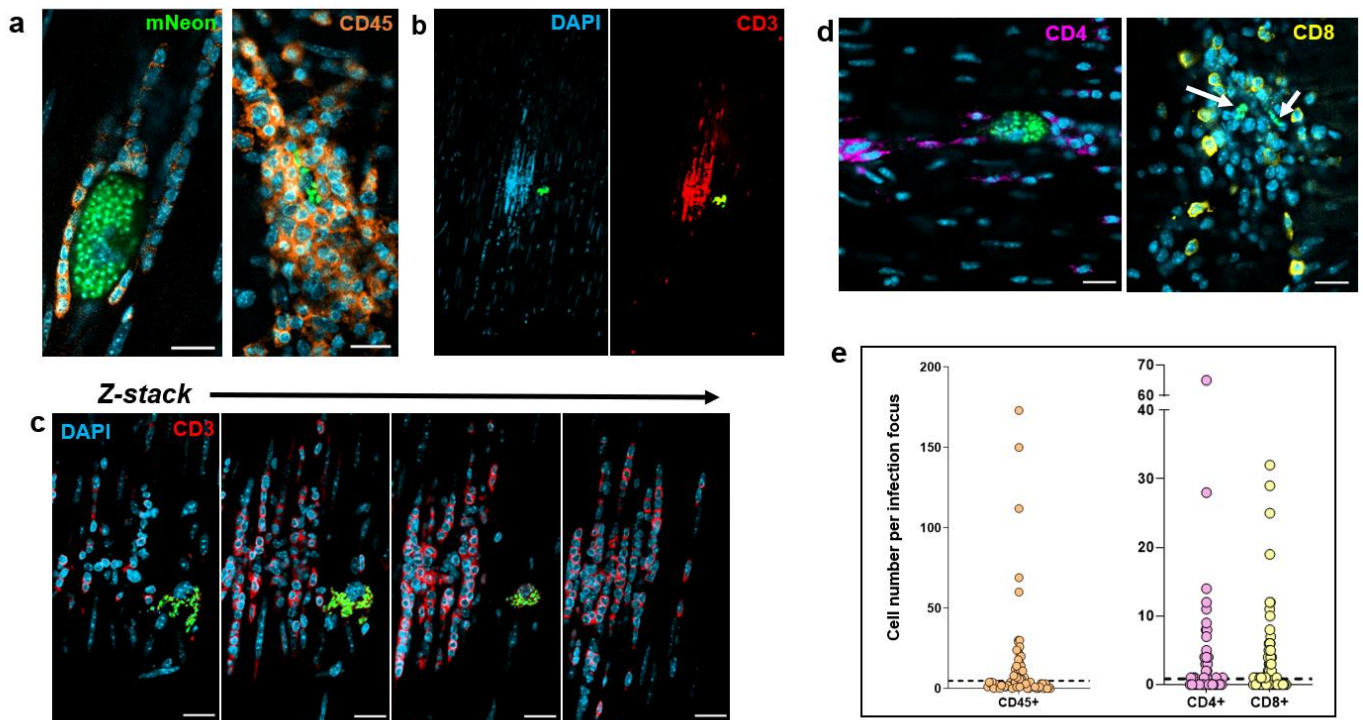 a
mNeon
CD45
b
DAPI
CD3
d
CD4
CD8
Z-stack
c
DAPI
CD3
e
Cell number per infection focus
200
150
100
50
0
CD45+
70
60
40
30
20
10
0
CD4+
CD8+